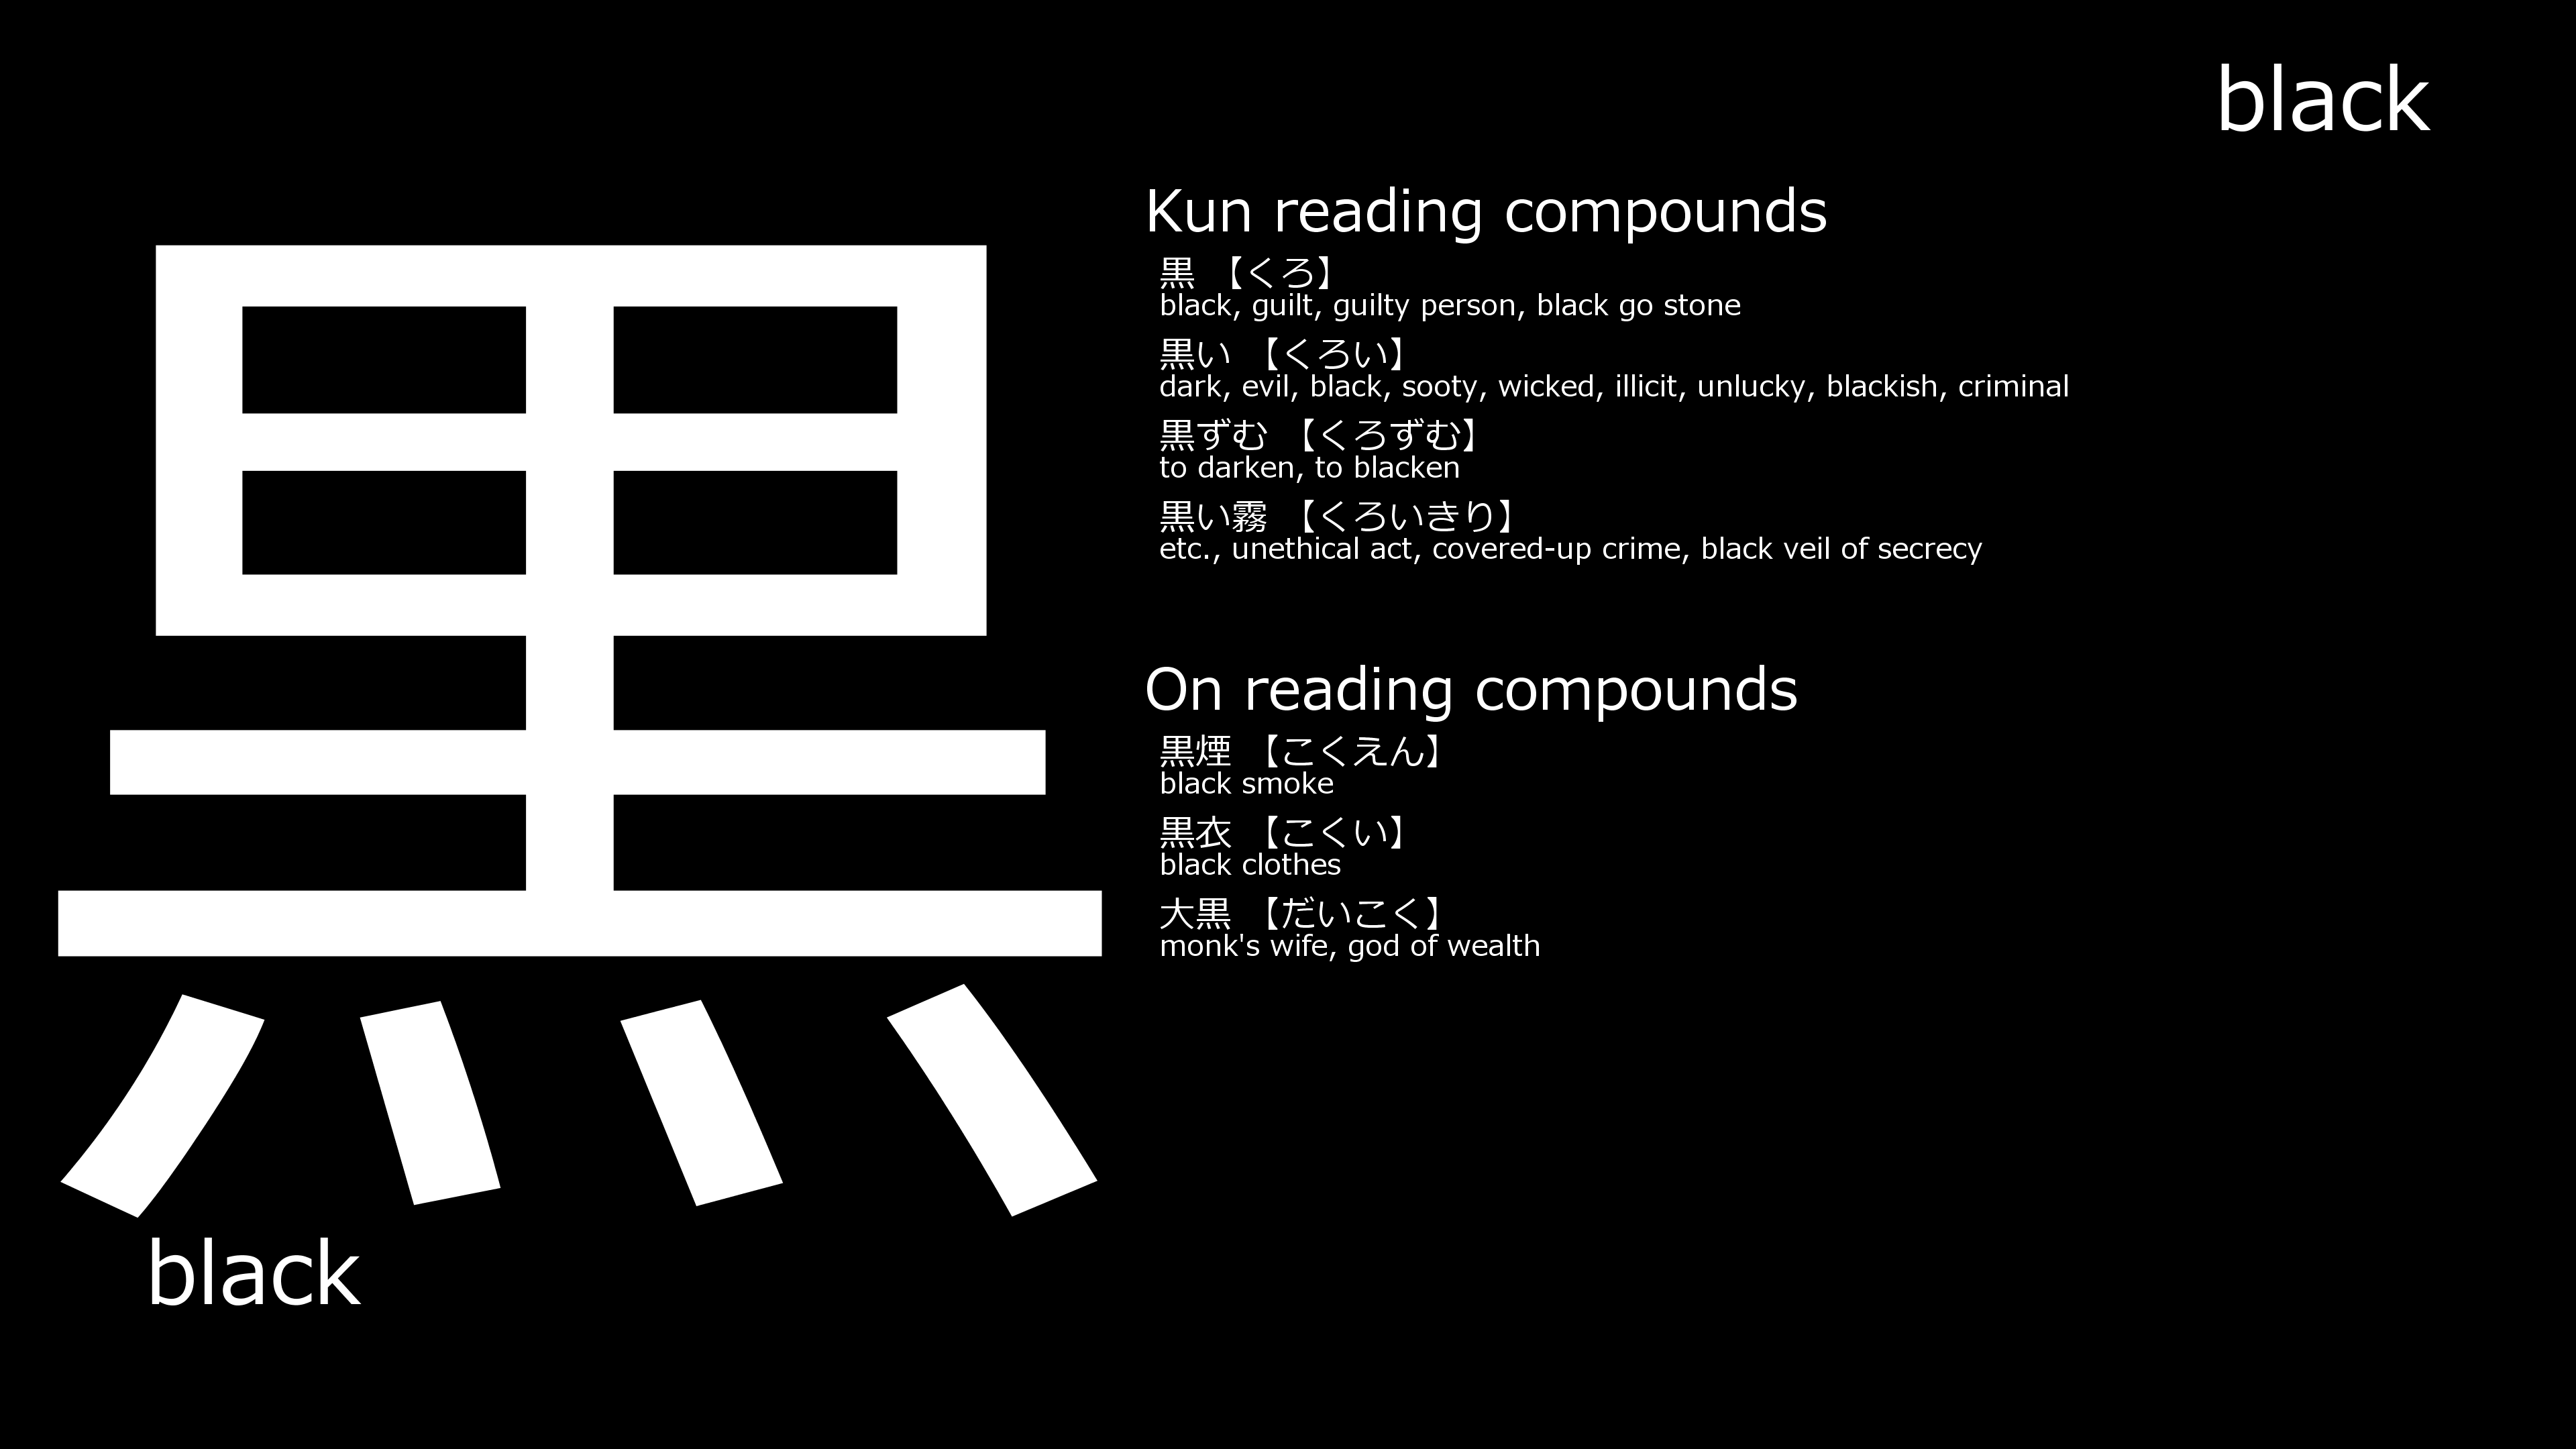 black
黒
black
Kun reading compounds
黒 【くろ】
black, guilt, guilty person, black go stone
黒い 【くろい】
dark, evil, black, sooty, wicked, illicit, unlucky, blackish, criminal
黒ずむ 【くろずむ】
to darken, to blacken
黒い霧 【くろいきり】
etc., unethical act, covered-up crime, black veil of secrecy
On reading compounds
黒煙 【こくえん】
black smoke
黒衣 【こくい】
black clothes
大黒 【だいこく】
monk's wife, god of wealth